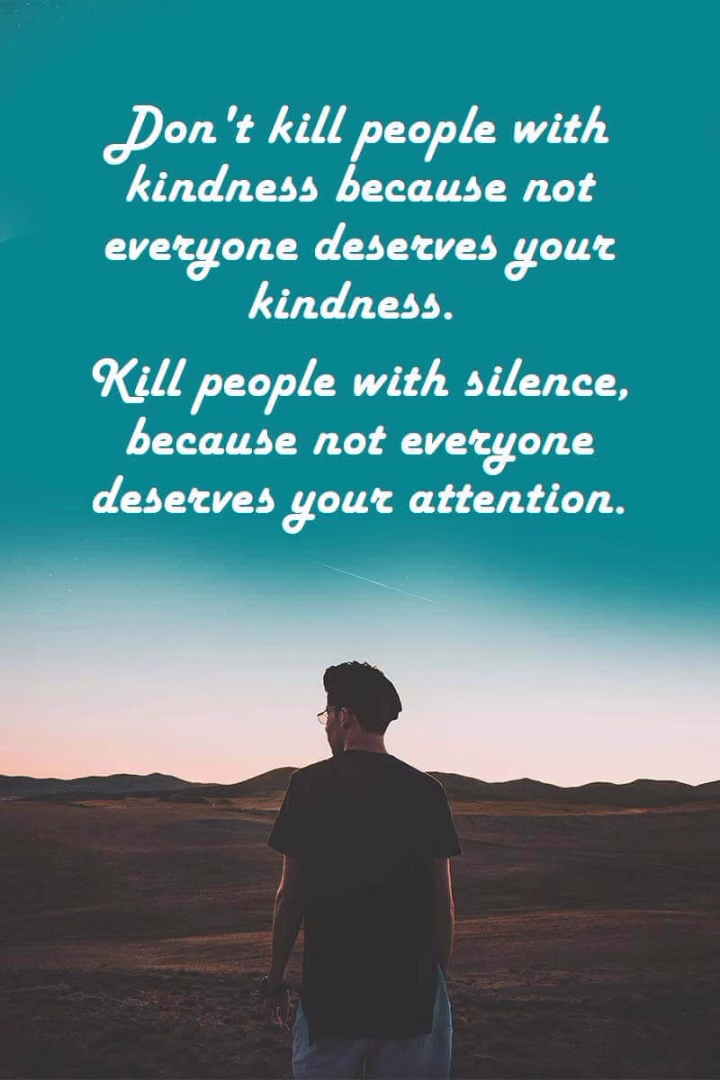 Don't kill people with
kindness because not
everyone deserves your
kindness.
Kill people with silence,
because not everyone
deserves your attention.